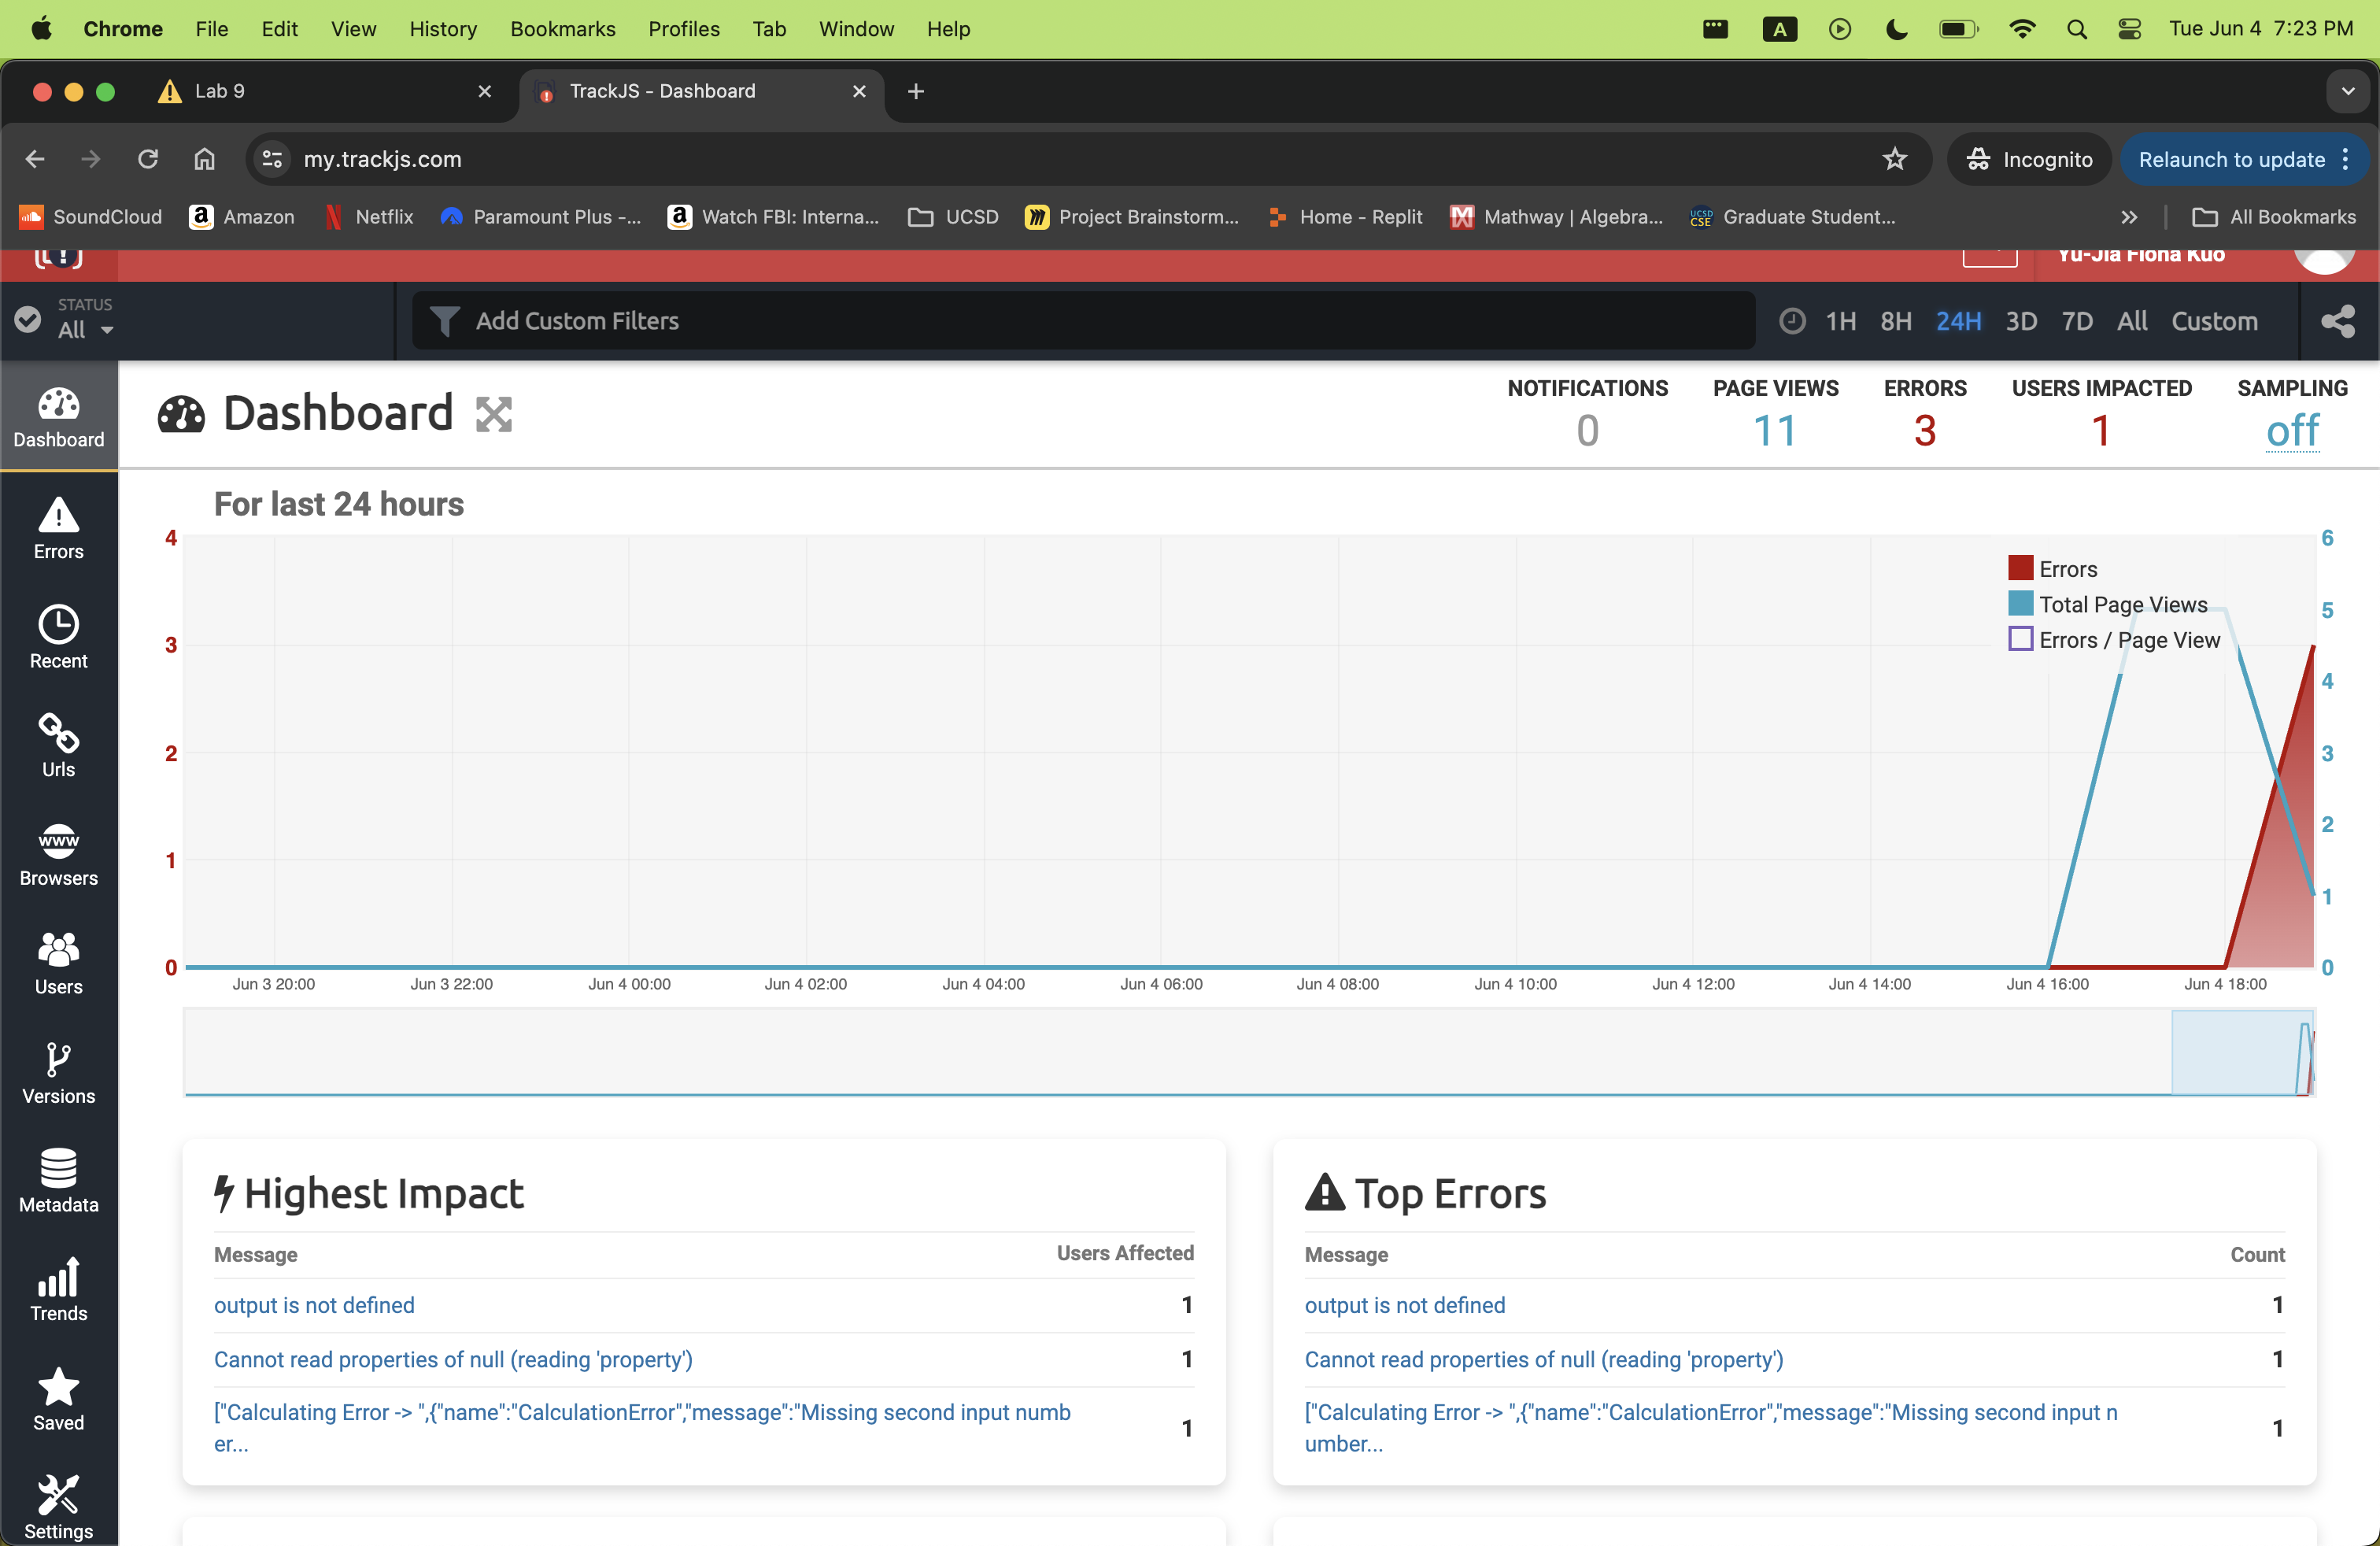 Chrome File Edit View History Bookmarks Profiles Tab Window Help A Tue Jun 4 7:23 PM
Lab 9 TrackJS - Dashboard
my.trackjs.com Incognito Relaunch to update
SoundCloud Amazon Netflix Paramount Plus -... Watch FBI: Interna... UCSD Project Brainstorm... Home - Replit Mathway | Algebra... Graduate Student... » All Bookmarks
Yu-Jia Fiona Kuo
STATUS
All
Add Custom Filters
1H 8H 24H 3D 7D All Custom
Dashboard
Errors
Recent
Urls
www
Browsers
Users
Versions
Metadata
Trends
Saved
Settings
Dashboard
NOTIFICATIONS PAGE VIEWS ERRORS USERS IMPACTED SAMPLING
0 11 3 1 off
For last 24 hours
4
3
2
1
0
6
5
4
3
2
1
0
Errors
Total Page Views
Errors / Page View
Jun 3 20:00 Jun 3 22:00 Jun 4 00:00 Jun 4 02:00 Jun 4 04:00 Jun 4 06:00 Jun 4 08:00 Jun 4 10:00 Jun 4 12:00 Jun 4 14:00 Jun 4 16:00 Jun 4 18:00
Highest Impact
Message Users Affected
output is not defined 1
Cannot read properties of null (reading 'property') 1
["Calculating Error -> ",{"name":"CalculationError","message":"Missing second input numb
er... 1
Top Errors
Message Count
output is not defined 1
Cannot read properties of null (reading 'property') 1
["Calculating Error -> ",{"name":"CalculationError","message":"Missing second input n
umber... 1